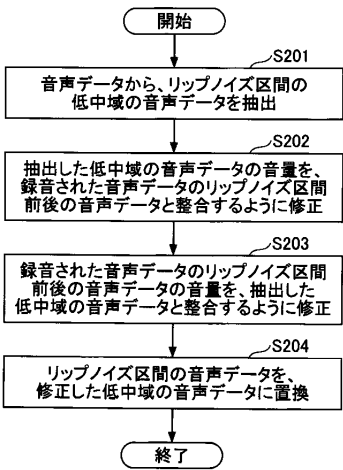 開始
S201
音声データから、リップノイズ区間の
低中域の音声データを抽出
S202
抽出した低中域の音声データの音量を、
録音された音声データのリップノイズ区間
前後の音声データと整合するように修正
S203
録音された音声データのリップノイズ区間
前後の音声データの音量を、抽出した
低中域の音声データと整合するように修正
S204
リップノイズ区間の音声データを、
修正した低中域の音声データに置換
終了